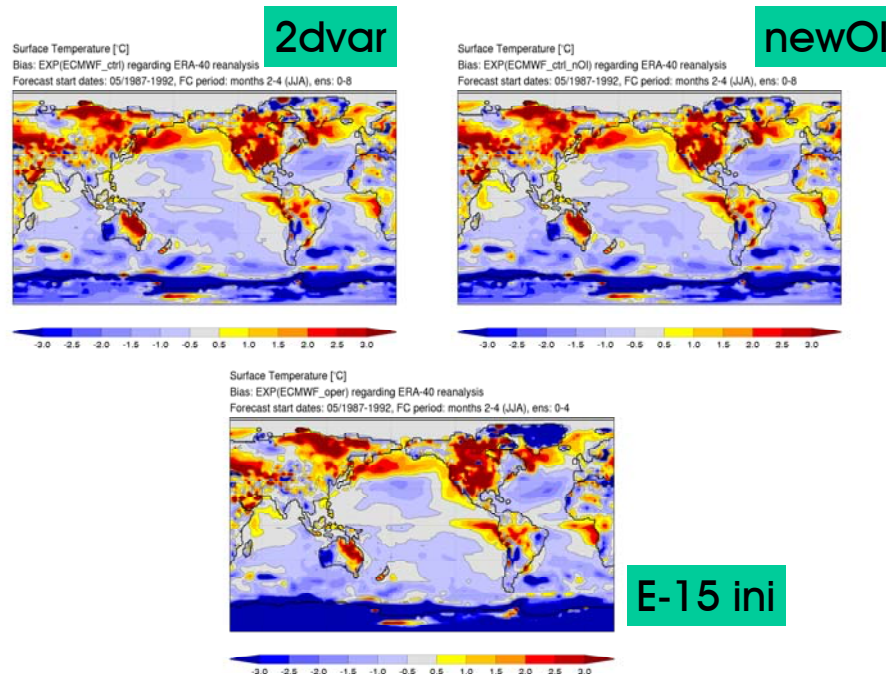 2dvar
Surface Temperature [°C]
Bias: EXP(ECMWF_ctrl) regarding ERA-40 reanalysis
Forecast start dates: 05/1987-1992, FC period: months 2-4 (JJA), ens: 0-8
-3.0 -2.5 -2.0 -1.5 -1.0 -0.5 0.5 1.0 1.5 2.0 2.5 3.0
newOI
Surface Temperature [°C]
Bias: EXP(ECMWF_ctrl_nOI) regarding ERA-40 reanalysis
Forecast start dates: 05/1987-1992, FC period: months 2-4 (JJA), ens: 0-8
-3.0 -2.5 -2.0 -1.5 -1.0 -0.5 0.5 1.0 1.5 2.0 2.5 3.0
Surface Temperature [°C]
Bias: EXP(ECMWF_oper) regarding ERA-40 reanalysis
Forecast start dates: 05/1987-1992, FC period: months 2-4 (JJA), ens: 0-4
E-15 ini
-3.0 -2.5 -2.0 -1.5 -1.0 -0.5 0.5 1.0 1.5 2.0 2.5 3.0